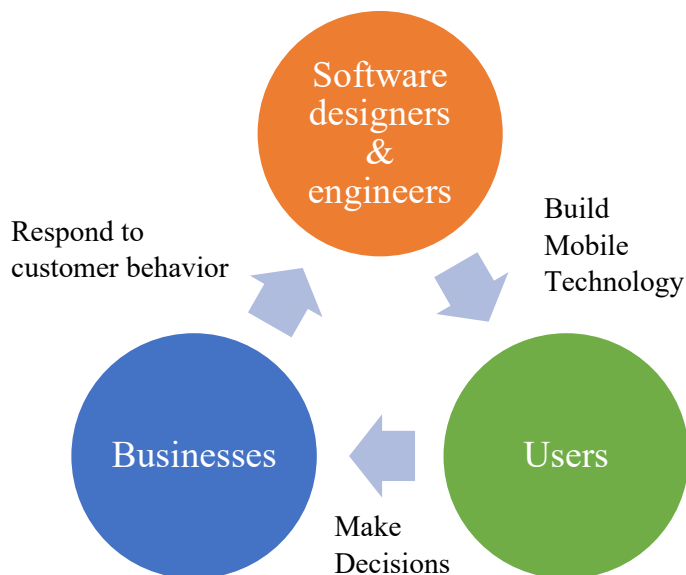 Software
designers
&
engineers
Build
Mobile
Technology
Respond to
customer behavior
Businesses
Users
Make
Decisions